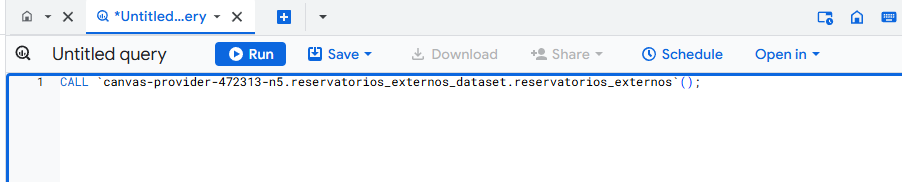 *Untitled...ery
Untitled query Run Save Download Share Schedule Open in
1 CALL `canvas-provider-472313-n5.reservatorios_externos_dataset.reservatorios_externos`();